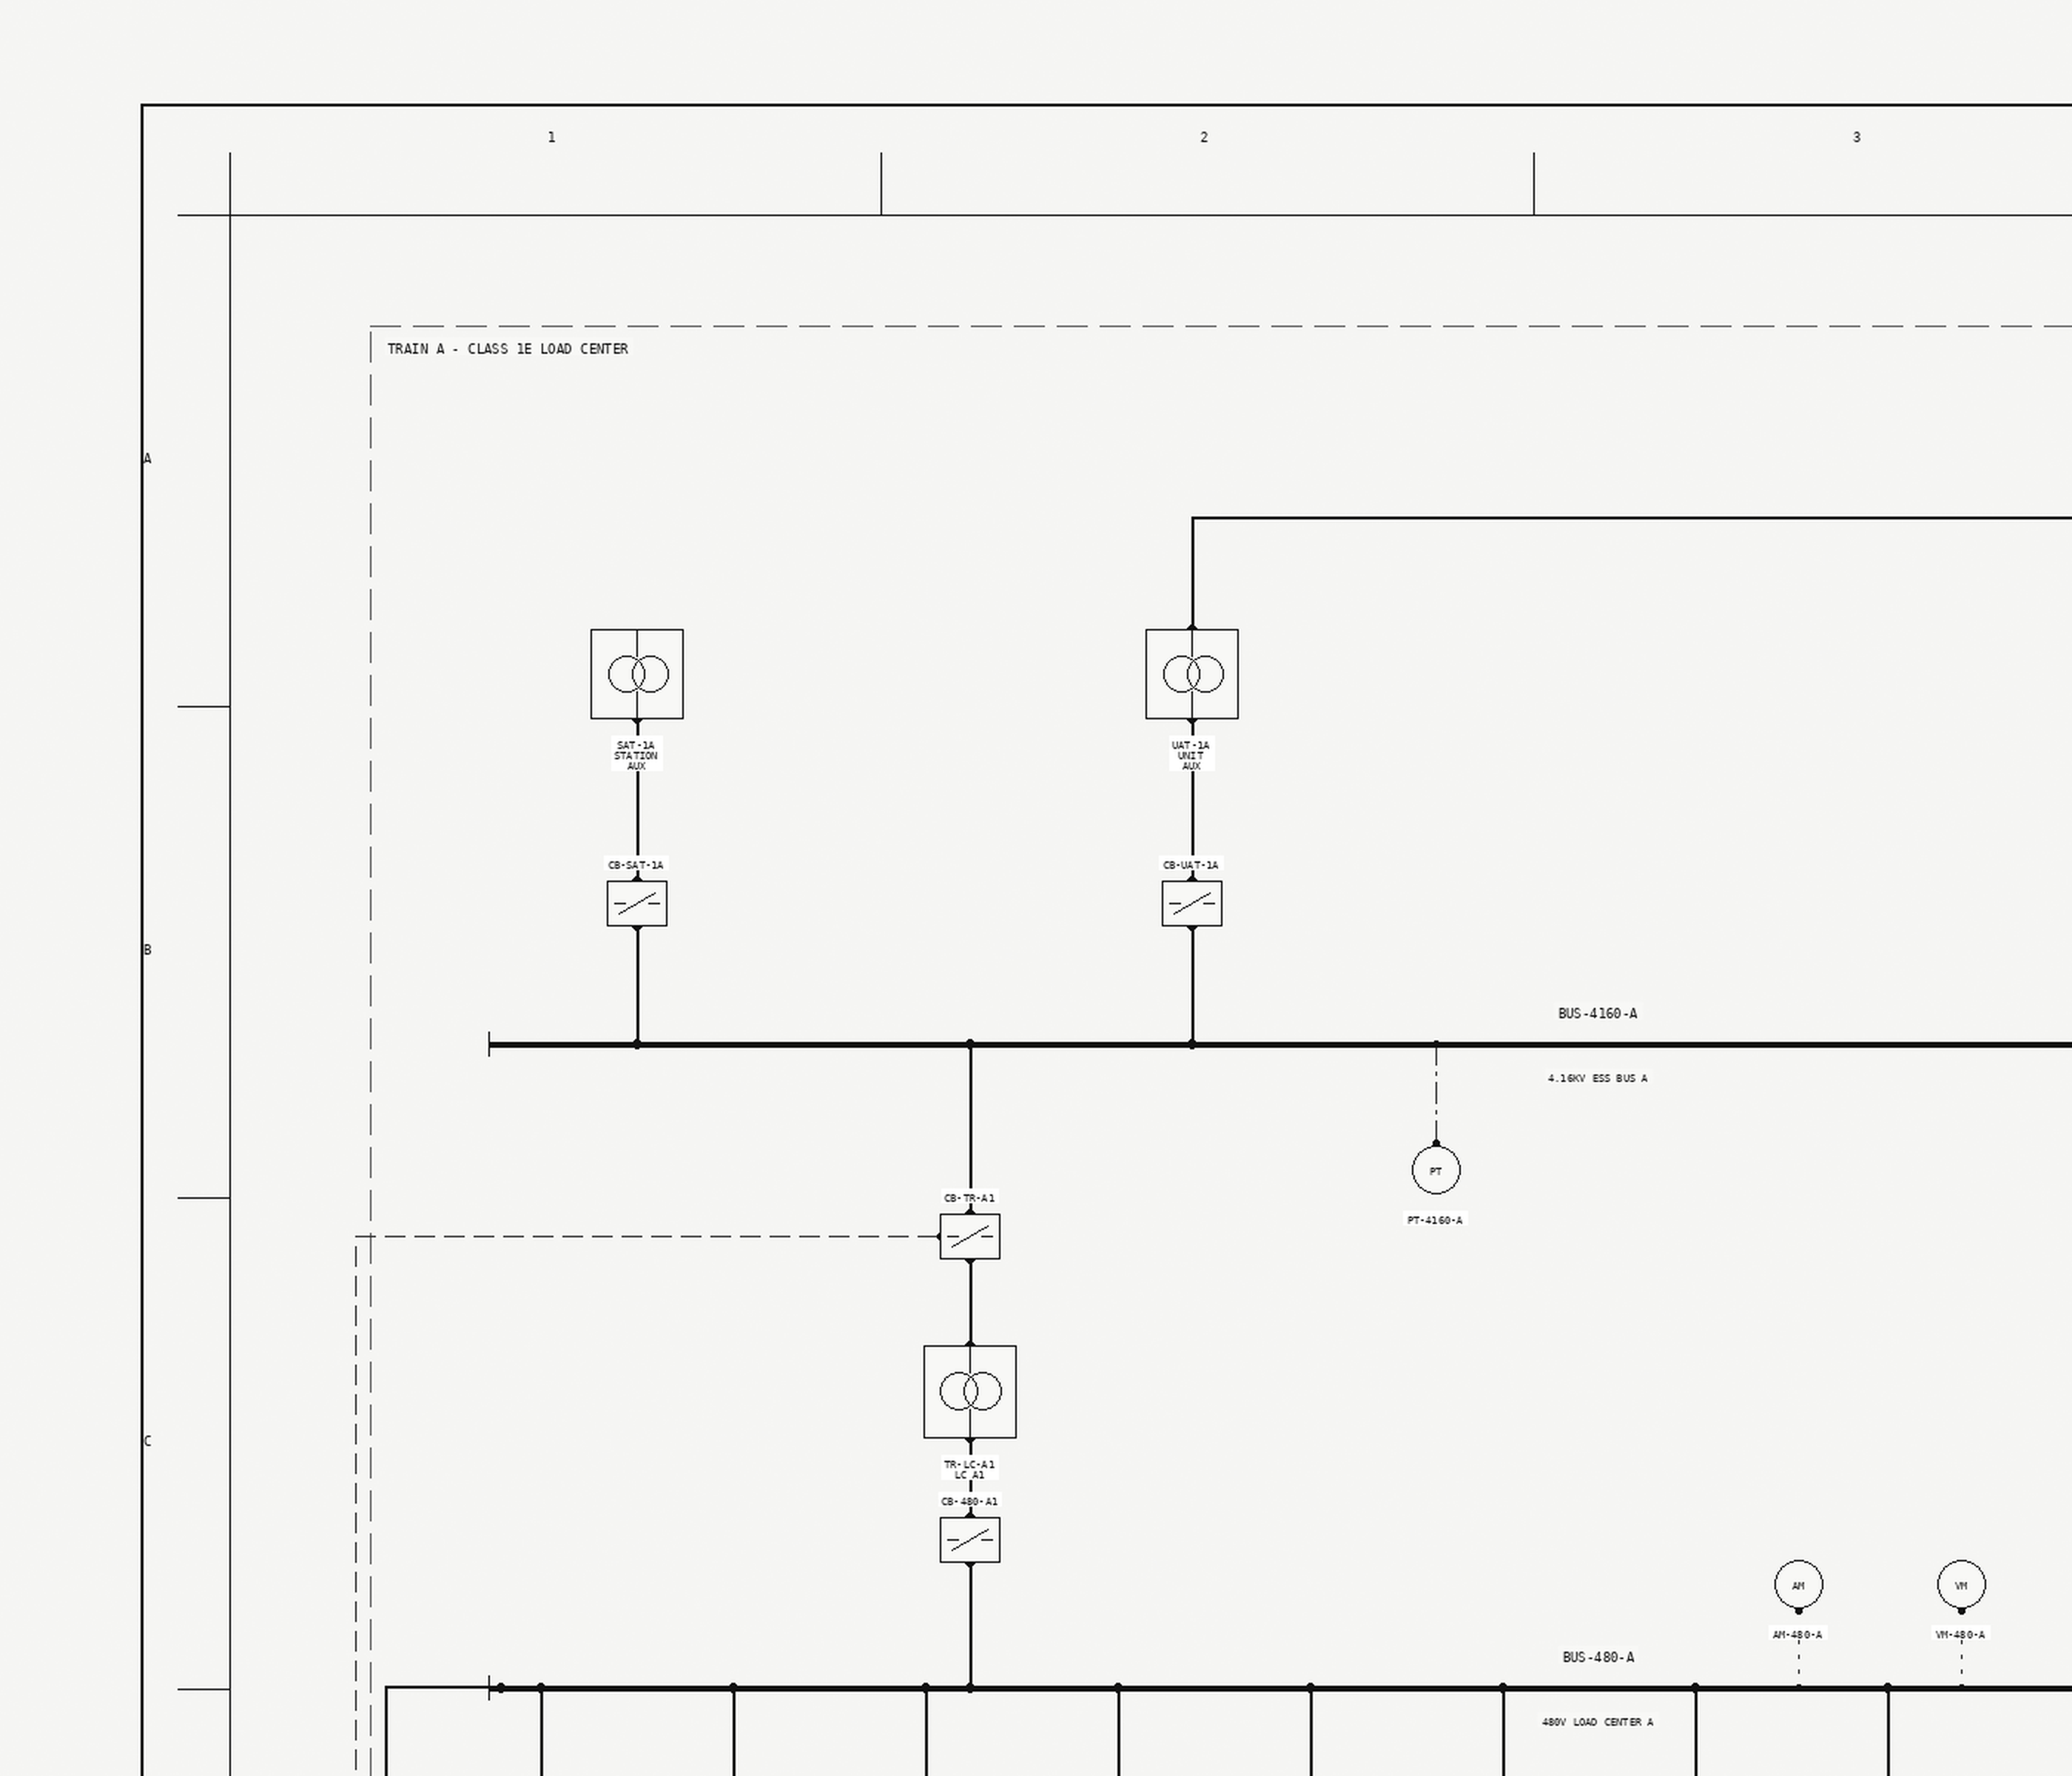 1
2
3
TRAIN A - CLASS 1E LOAD CENTER
A
SAT-1A
STATION
AUX
UAT-1A
UNIT
AUX
CB-SAT-1A
CB-UAT-1A
B
BUS-4160-A
4.16KV ESS BUS A
PT
CB-TR-A1
PT-4160-A
C
TR-LC-A1
LC A1
CB-480-A1
AM
VM
AM-480-A
VM-480-A
BUS-480-A
480V LOAD CENTER A